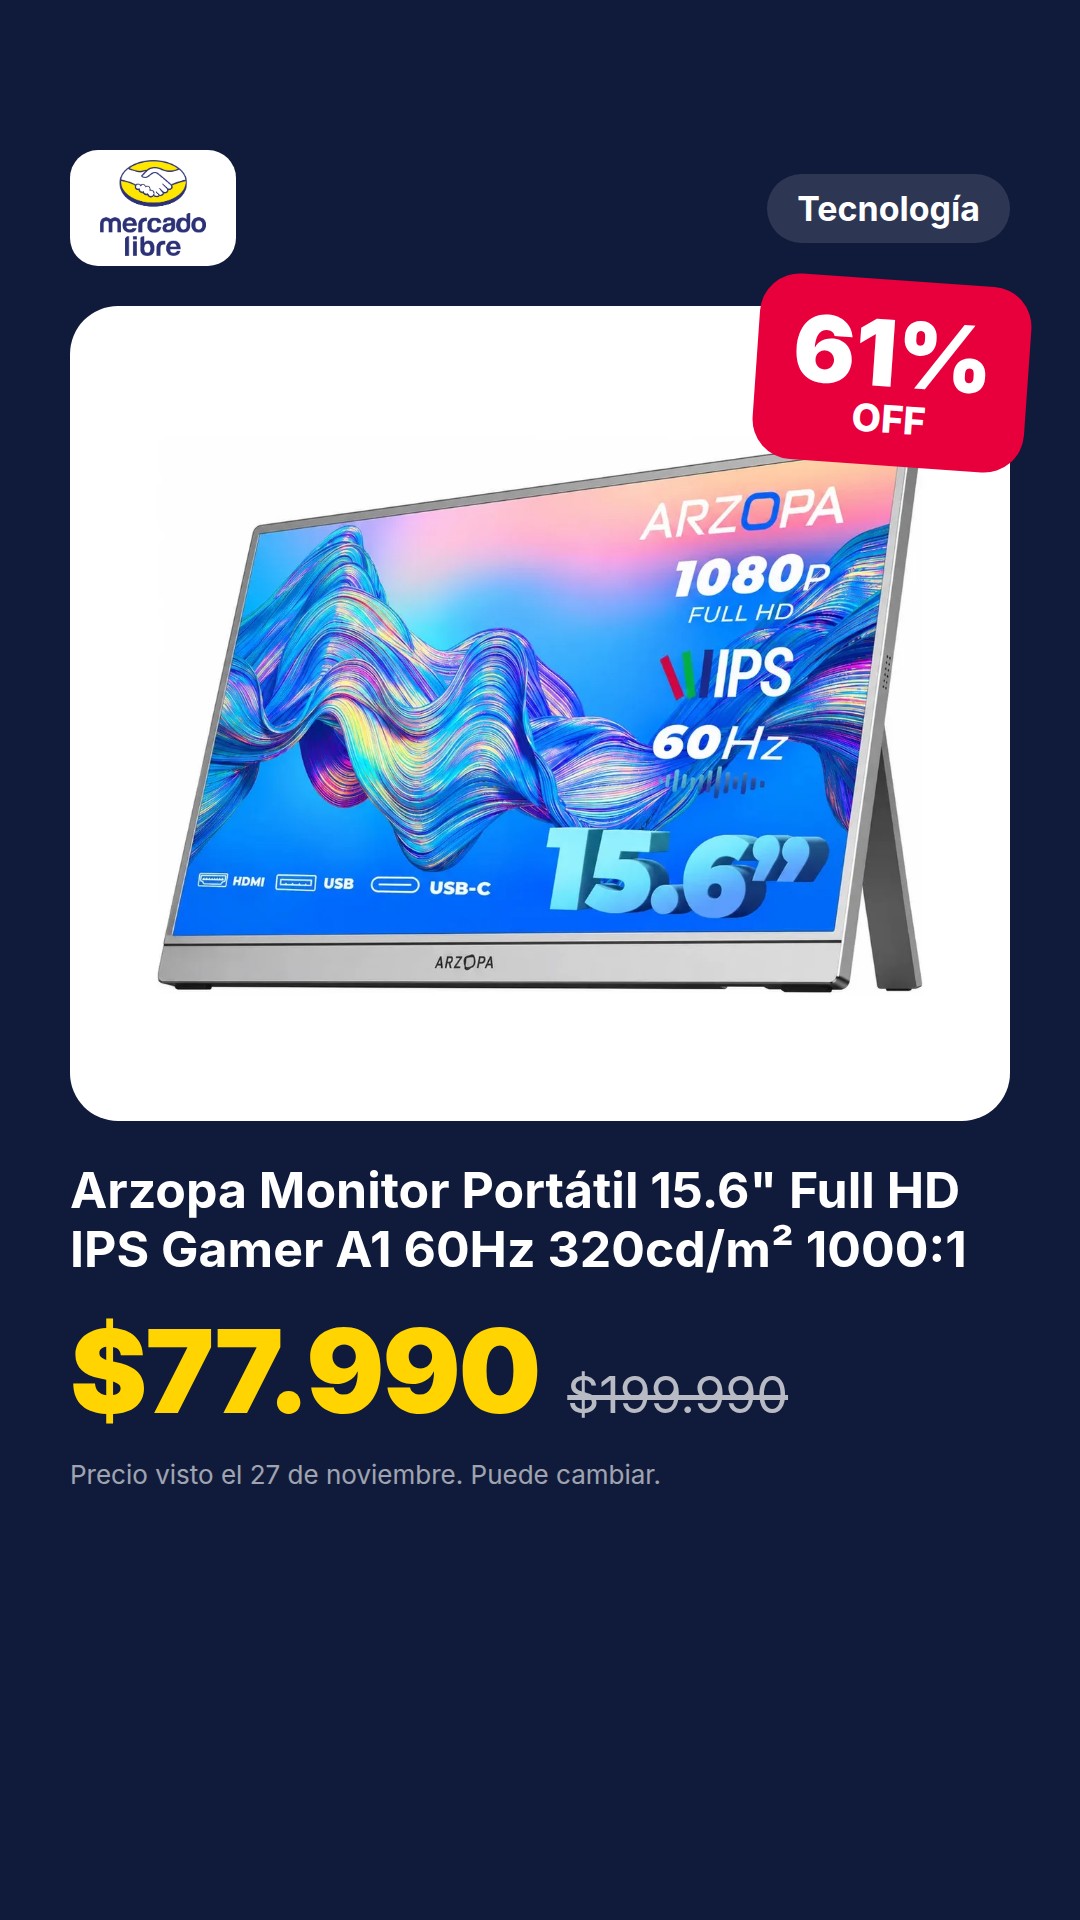 mercado
libre
Tecnología
61%
OFF
ARZOPA
1080P
FULL HD
IPS
60Hz
15.6”
HDMI USB USB-C
ARZOPA
Arzopa Monitor Portátil 15.6" Full HD
IPS Gamer A1 60Hz 320cd/m² 1000:1
$77.990 $199.990
Precio visto el 27 de noviembre. Puede cambiar.